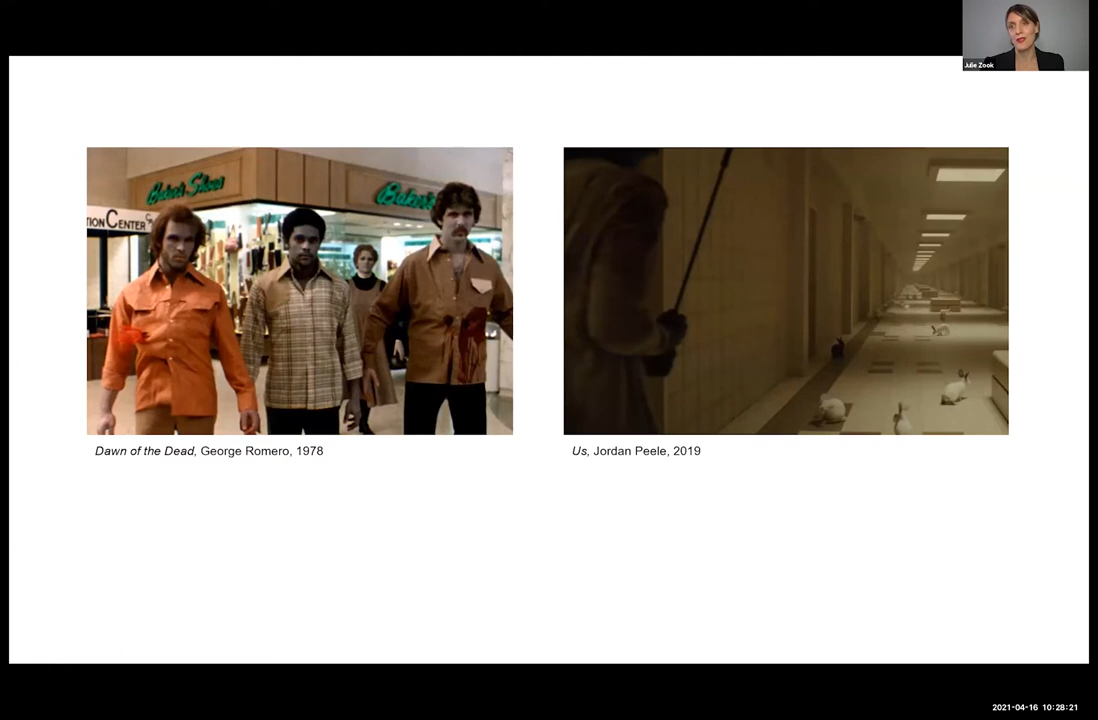 Julie Zook
Baker's Shoes
Baker's
TION CENTER
Dawn of the Dead, George Romero, 1978
Us, Jordan Peele, 2019
2021-04-16 10:28:21